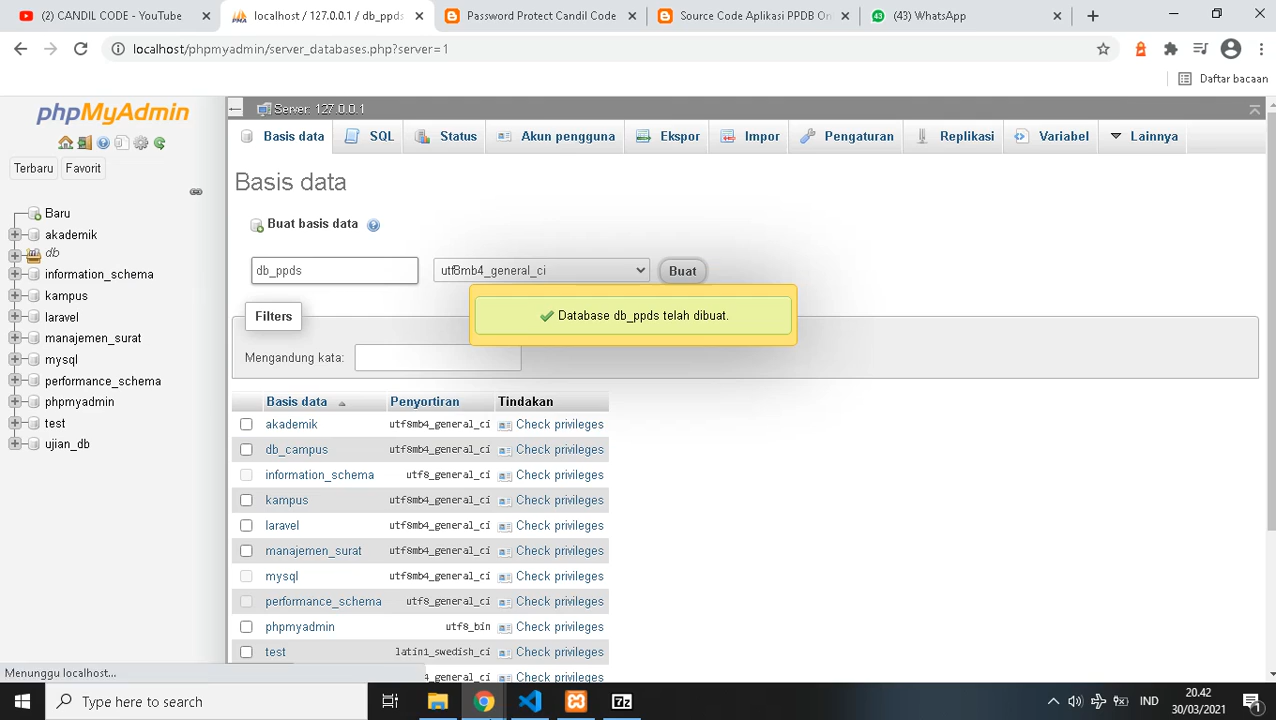 (2) CANDIL CODE - YouTube
localhost / 127.0.0.1 / db_ppds
Password Protect Candil Code
Source Code Aplikasi PPDB On
(43) WhatsApp
43
localhost/phpmyadmin/server_databases.php?server=1
Daftar bacaan
phpMyAdmin
Terbaru
Favorit
Baru
akademik
db
information_schema
kampus
laravel
manajemen_surat
mysql
performance_schema
phpmyadmin
test
ujian_db
Server: 127.0.0.1
Basis data
SQL
Status
Akun pengguna
Ekspor
Impor
Pengaturan
Replikasi
Variabel
Lainnya
Basis data
Buat basis data
db_ppds
utf8mb4_general_ci
Buat
Database db_ppds telah dibuat.
Filters
Mengandung kata:
Basis data Penyortiran Tindakan
akademik utf8mb4_general_ci Check privileges
db_campus utf8mb4_general_ci Check privileges
information_schema utf8_general_ci Check privileges
kampus utf8mb4_general_ci Check privileges
laravel utf8mb4_general_ci Check privileges
manajemen_surat utf8mb4_general_ci Check privileges
mysql utf8mb4_general_ci Check privileges
performance_schema utf8_general_ci Check privileges
phpmyadmin utf8_bin Check privileges
test latin1_swedish_ci Check privileges
_general_ci Check privileges
Menunggu localhost...
Type here to search
IND
20.42
30/03/2021
1